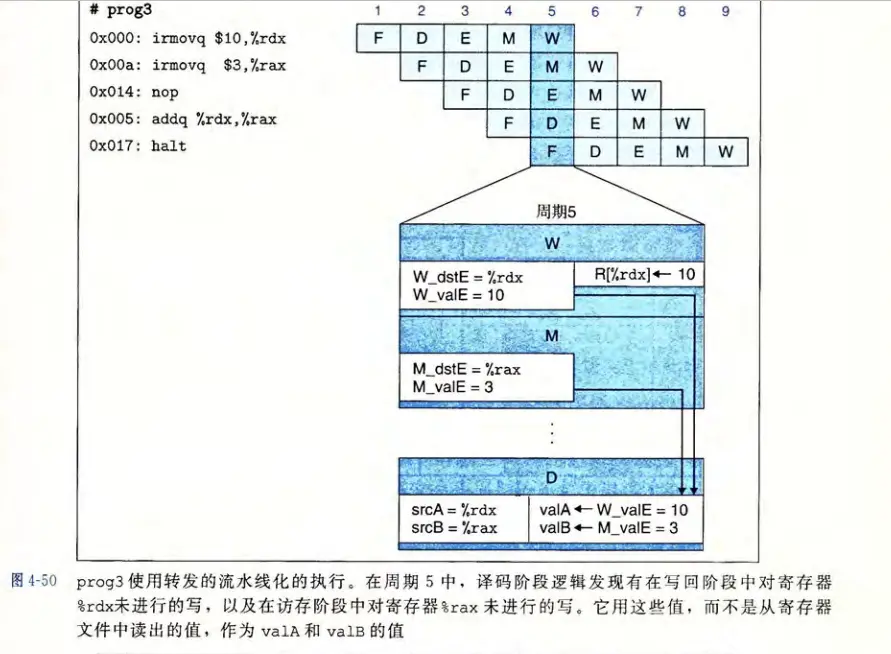 # prog3
1 2 3 4 5 6 7 8 9
0x000: irmovq $10,%rdx F D E M W
0x00a: irmovq $3,%rax F D E M W
0x014: nop F D E M W
0x005: addq %rdx,%rax F D E M W
0x017: halt F D E M W
周期5
W
W_dstE = %rdx R[%rdx]← 10
W_valE = 10
M
M_dstE = %rax
M_valE = 3
D
srcA = %rdx valA ← W_valE = 10
srcB = %rax valB ← M_valE = 3
图 4-50 prog3 使用转发的流水线化的执行。在周期 5 中，译码阶段逻辑发现有在写回阶段中对寄存器
%rdx未进行的写，以及在访存阶段中对寄存器%rax 未进行的写。它用这些值，而不是从寄存器
文件中读出的值，作为 valA 和 valB 的值